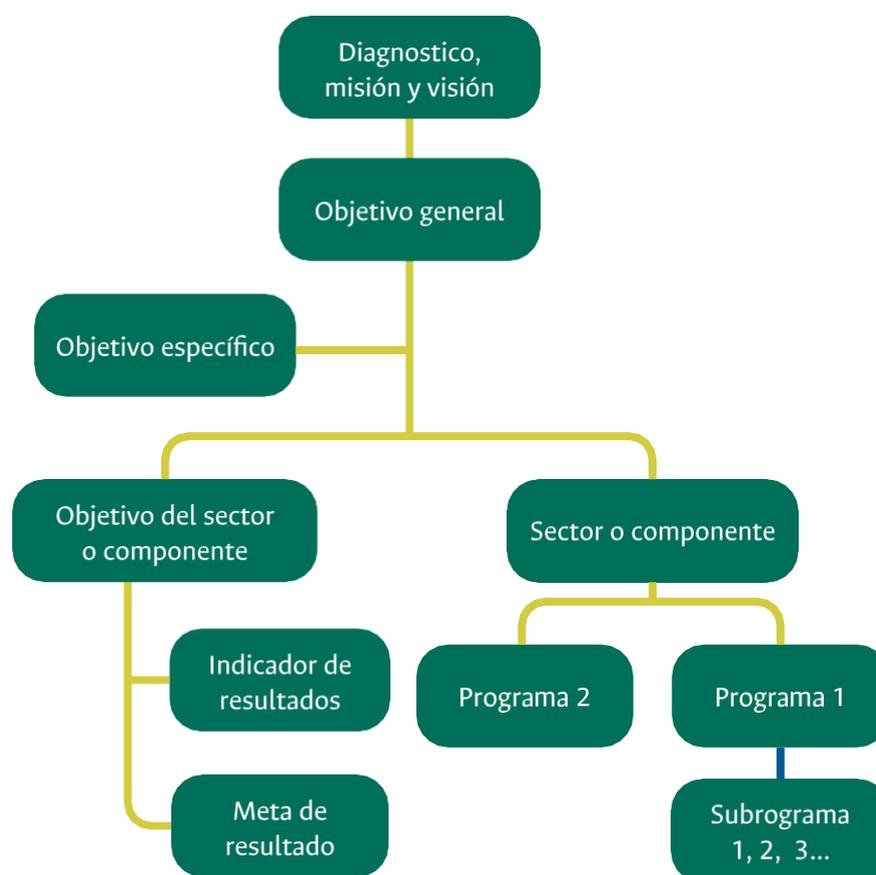 Diagnostico,
misión y visión
Objetivo general
Objetivo específico
Objetivo del sector
o componente
Sector o componente
Indicador de
resultados
Programa 2
Programa 1
Meta de
resultado
Subrograma
1, 2, 3...